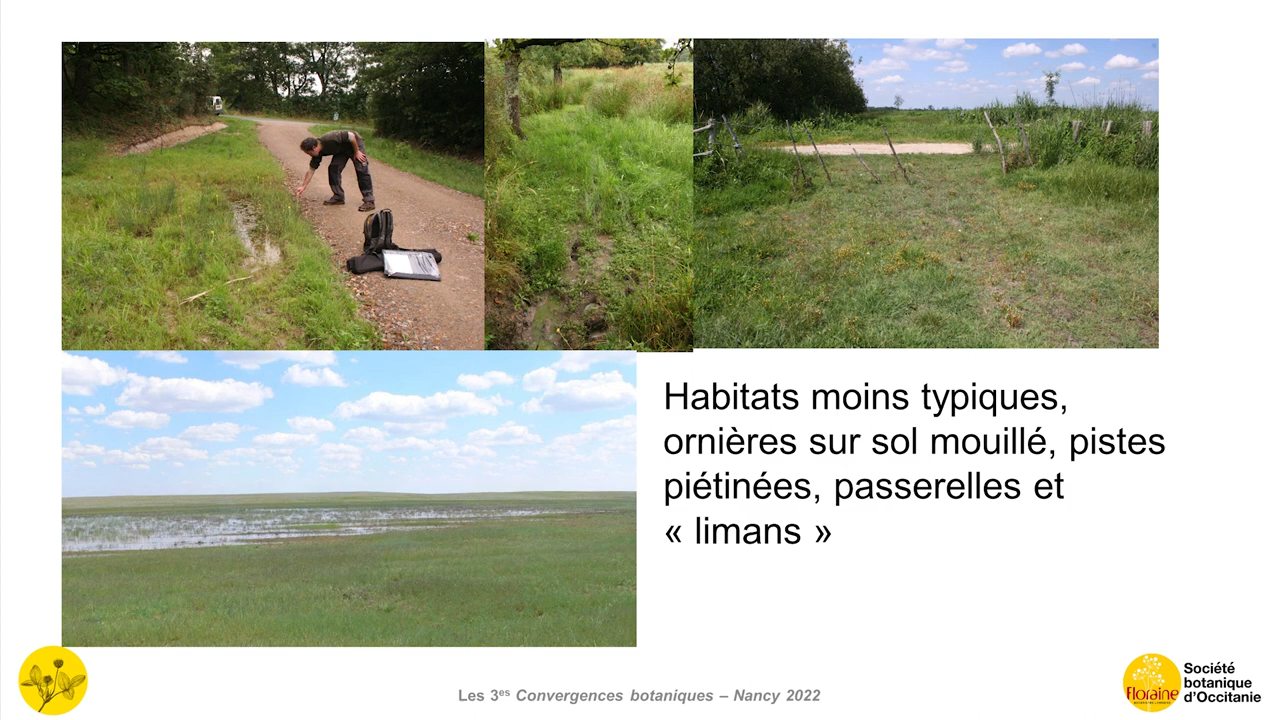 Habitats moins typiques,
ornières sur sol mouillé, pistes
piétinées, passerelles et
« limans »
Les 3es Convergences botaniques – Nancy 2022
Floraine
Société
botanique
d'Occitanie